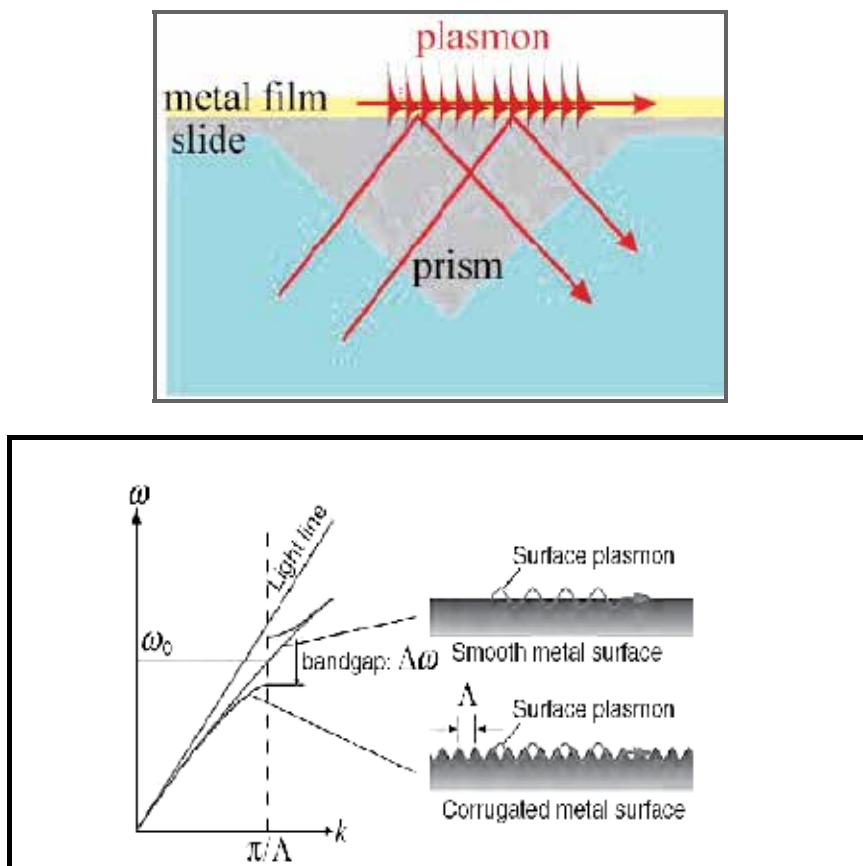 plasmon
metal film
slide
prism
ω
Light line
Surface plasmon
ω₀
bandgap: Λω
Smooth metal surface
Λ
Surface plasmon
Corrugated metal surface
π/Λ
k